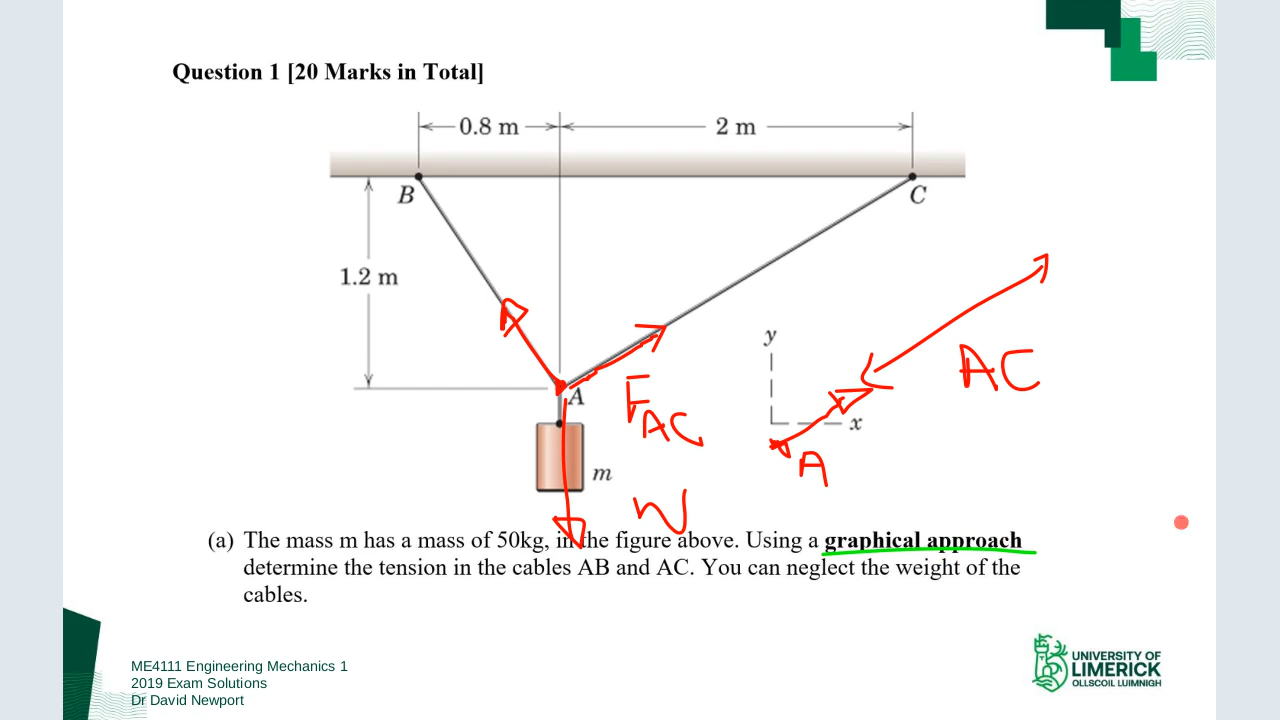 Question 1 [20 Marks in Total]
0.8 m
2 m
B
C
1.2 m
y
AC
A
F AC
x
A
m
W
(a) The mass m has a mass of 50kg, in the figure above. Using a graphical approach
determine the tension in the cables AB and AC. You can neglect the weight of the
cables.
ME4111 Engineering Mechanics 1
2019 Exam Solutions
Dr David Newport
UNIVERSITY OF
LIMERICK
OLLSCOIL LUIMNIGH